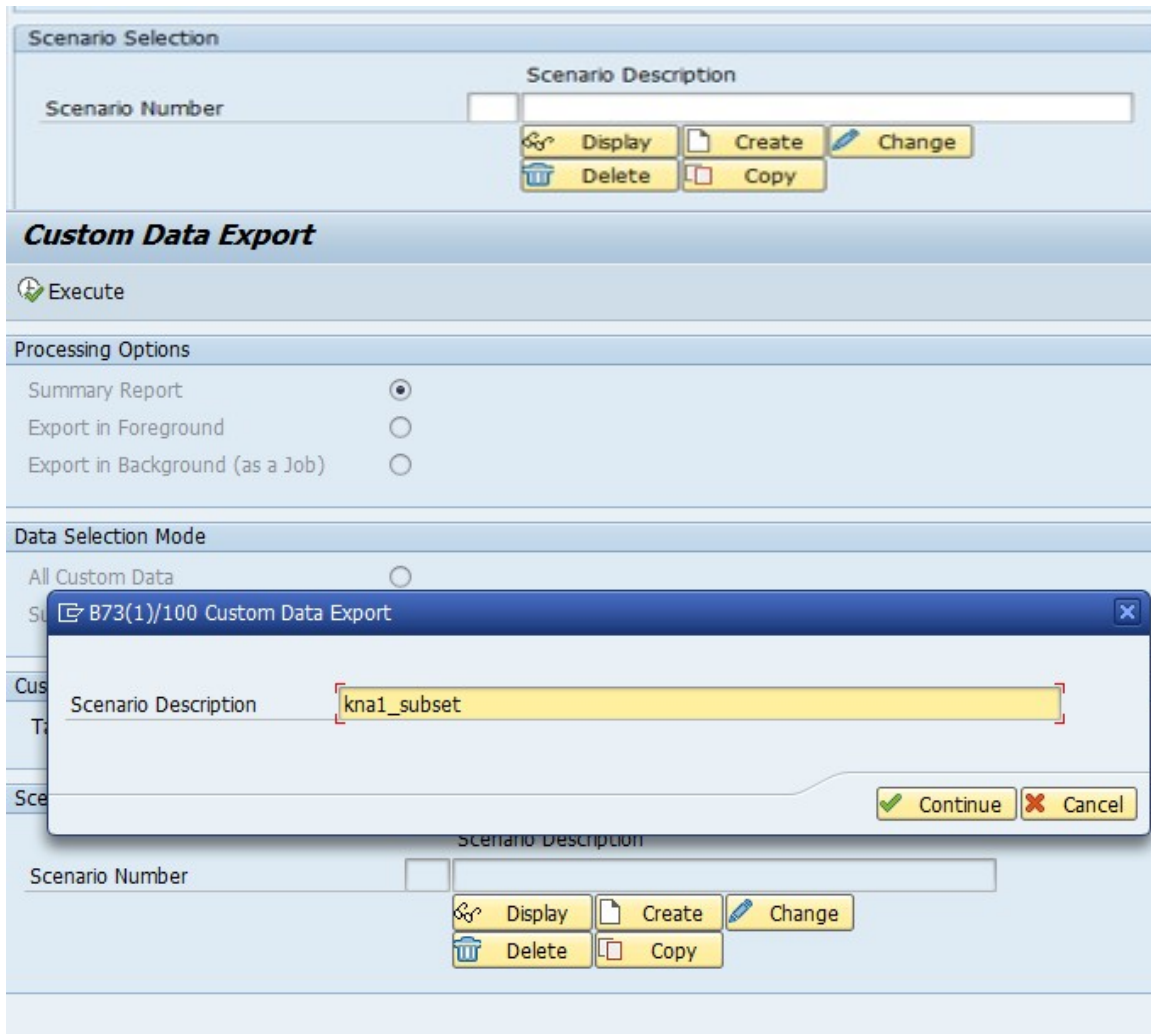 Scenario Selection
Scenario Description
Scenario Number
Display Create Change
Delete Copy
Custom Data Export
Execute
Processing Options
Summary Report
Export in Foreground
Export in Background (as a Job)
Data Selection Mode
All Custom Data
B73(1)/100 Custom Data Export
Scenario Description kna1_subset
Continue Cancel
Scenario Description
Scenario Number
Display Create Change
Delete Copy